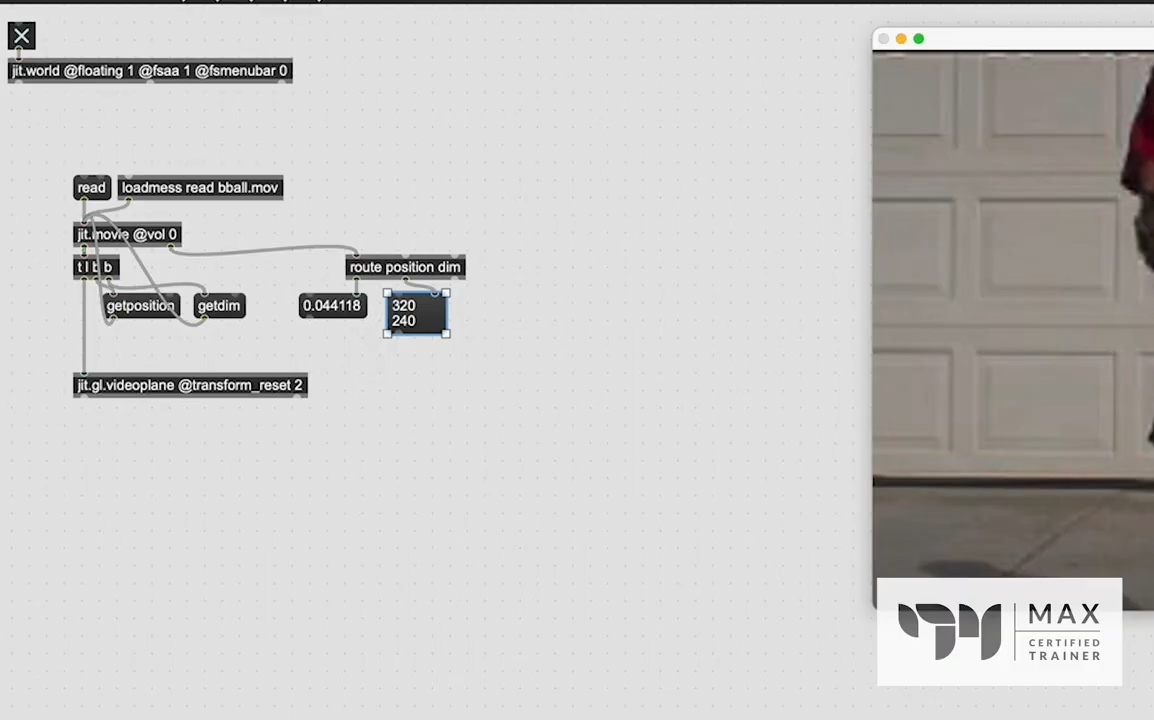 jit.world @floating 1 @fsaa 1 @fsmenubar 0
read
loadmess read bball.mov
jit.movie @vol 0
t l b b
route position dim
getposition
getdim
0.044118
320
240
jit.gl.videoplane @transform_reset 2
MAX
CERTIFIED
TRAINER